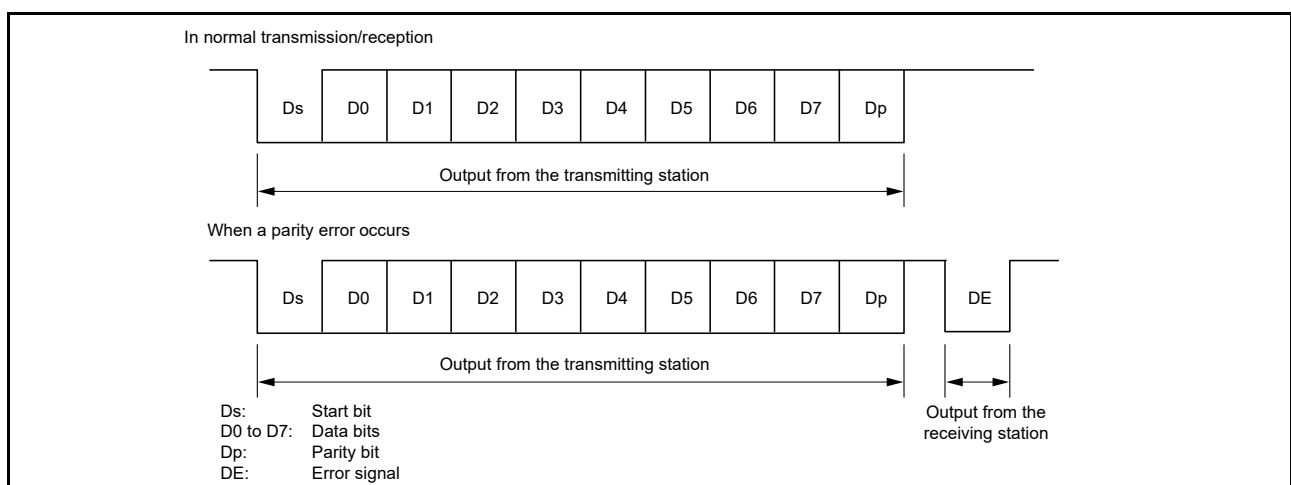 In normal transmission/reception
Ds D0 D1 D2 D3 D4 D5 D6 D7 Dp
Output from the transmitting station
When a parity error occurs
Ds D0 D1 D2 D3 D4 D5 D6 D7 Dp DE
Output from the transmitting station
Ds: Start bit
D0 to D7: Data bits
Dp: Parity bit
DE: Error signal
Output from the
receiving station